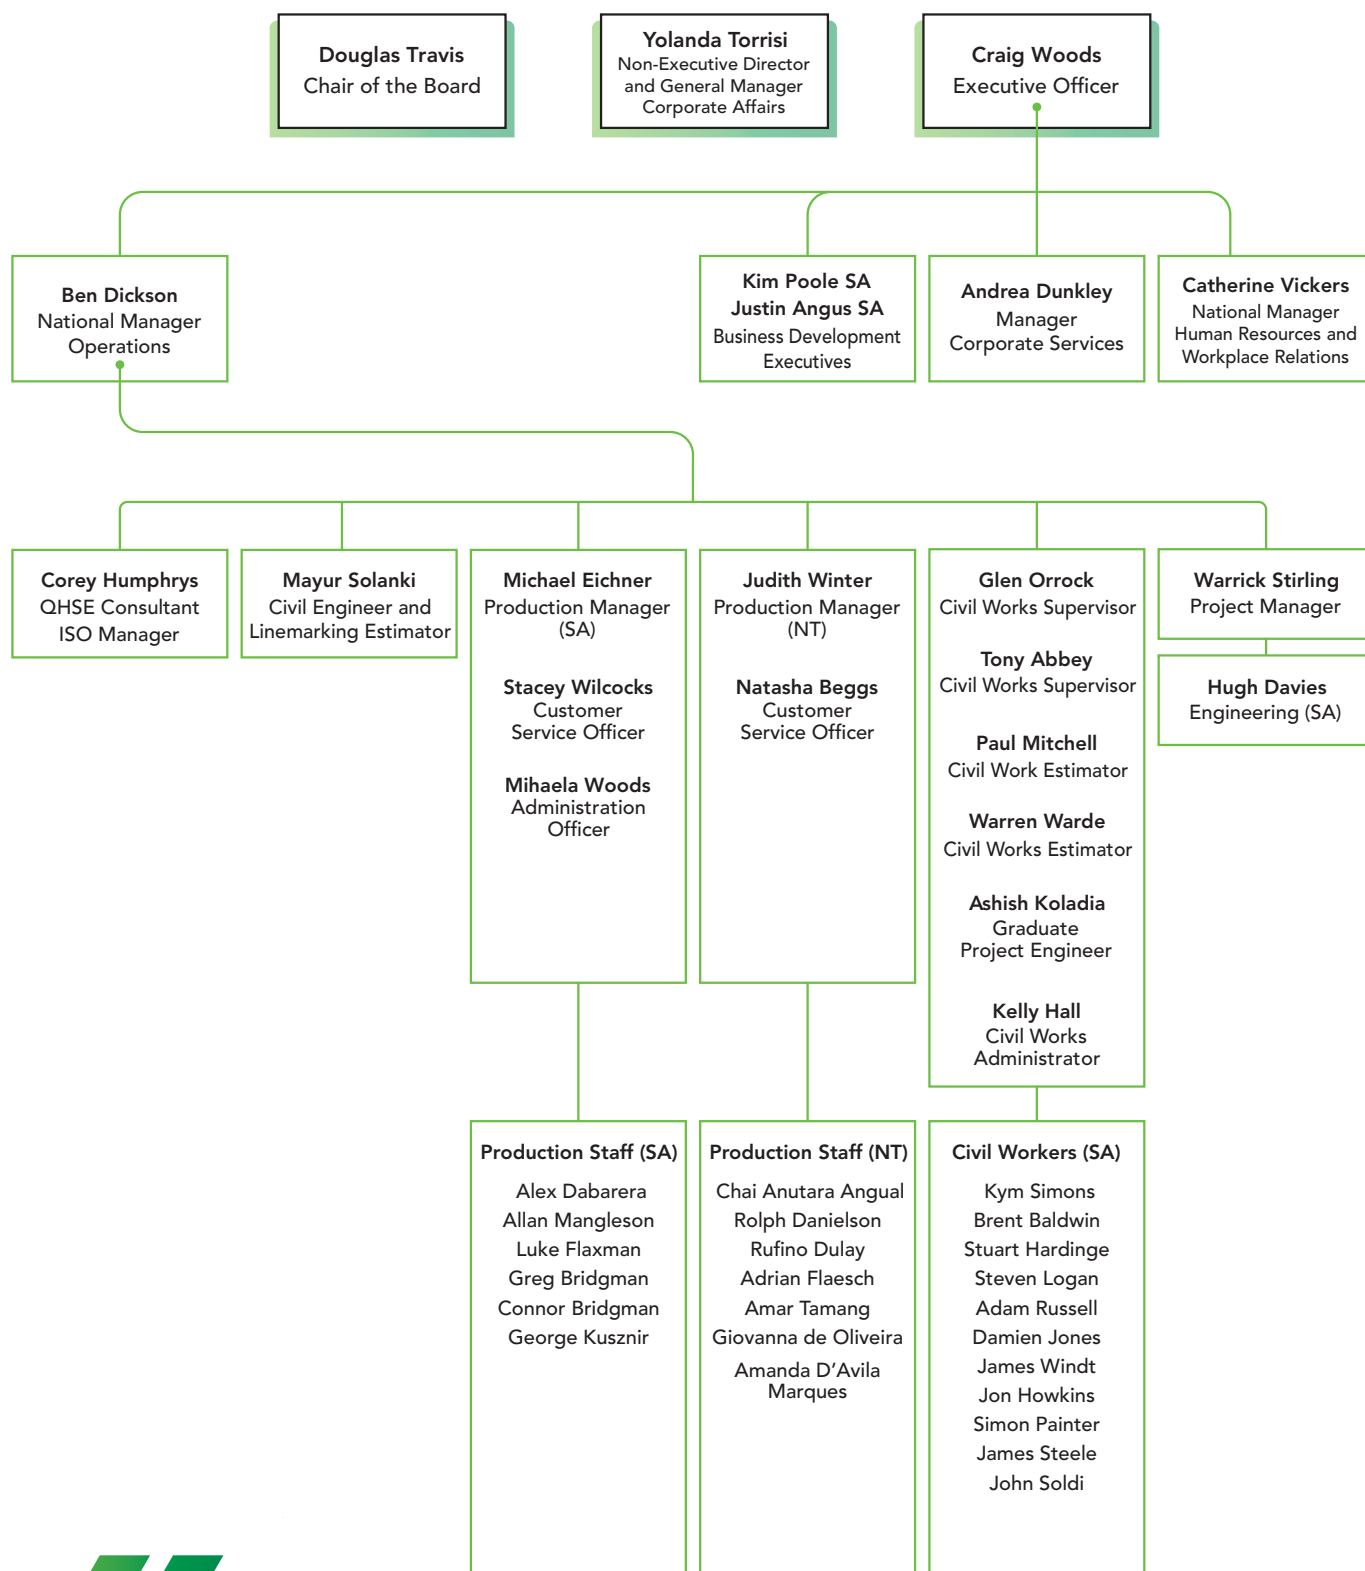 Douglas Travis
Chair of the Board
Yolanda Torrisi
Non-Executive Director
and General Manager
Corporate Affairs
Craig Woods
Executive Officer
Ben Dickson
National Manager
Operations
Kim Poole SA
Justin Angus SA
Business Development
Executives
Andrea Dunkley
Manager
Corporate Services
Catherine Vickers
National Manager
Human Resources and
Workplace Relations
Corey Humphrys
QHSE Consultant
ISO Manager
Mayur Solanki
Civil Engineer and
Linemarking Estimator
Michael Eichner
Production Manager
(SA)
Stacey Wilcocks
Customer
Service Officer
Mihaela Woods
Administration
Officer
Judith Winter
Production Manager
(NT)
Natasha Beggs
Customer
Service Officer
Glen Orrock
Civil Works Supervisor
Tony Abbey
Civil Works Supervisor
Paul Mitchell
Civil Work Estimator
Warren Warde
Civil Works Estimator
Ashish Koladia
Graduate
Project Engineer
Kelly Hall
Civil Works
Administrator
Warrick Stirling
Project Manager
Hugh Davies
Engineering (SA)
Production Staff (SA)
Alex Dabarera
Allan Mangleson
Luke Flaxman
Greg Bridgman
Connor Bridgman
George Kusznir
Production Staff (NT)
Chai Anutara Angual
Rolph Danielson
Rufino Dulay
Adrian Flaesch
Amar Tamang
Giovanna de Oliveira
Amanda D’Avila
Marques
Civil Workers (SA)
Kym Simons
Brent Baldwin
Stuart Hardinge
Steven Logan
Adam Russell
Damien Jones
James Windt
Jon Howkins
Simon Painter
James Steele
John Soldi